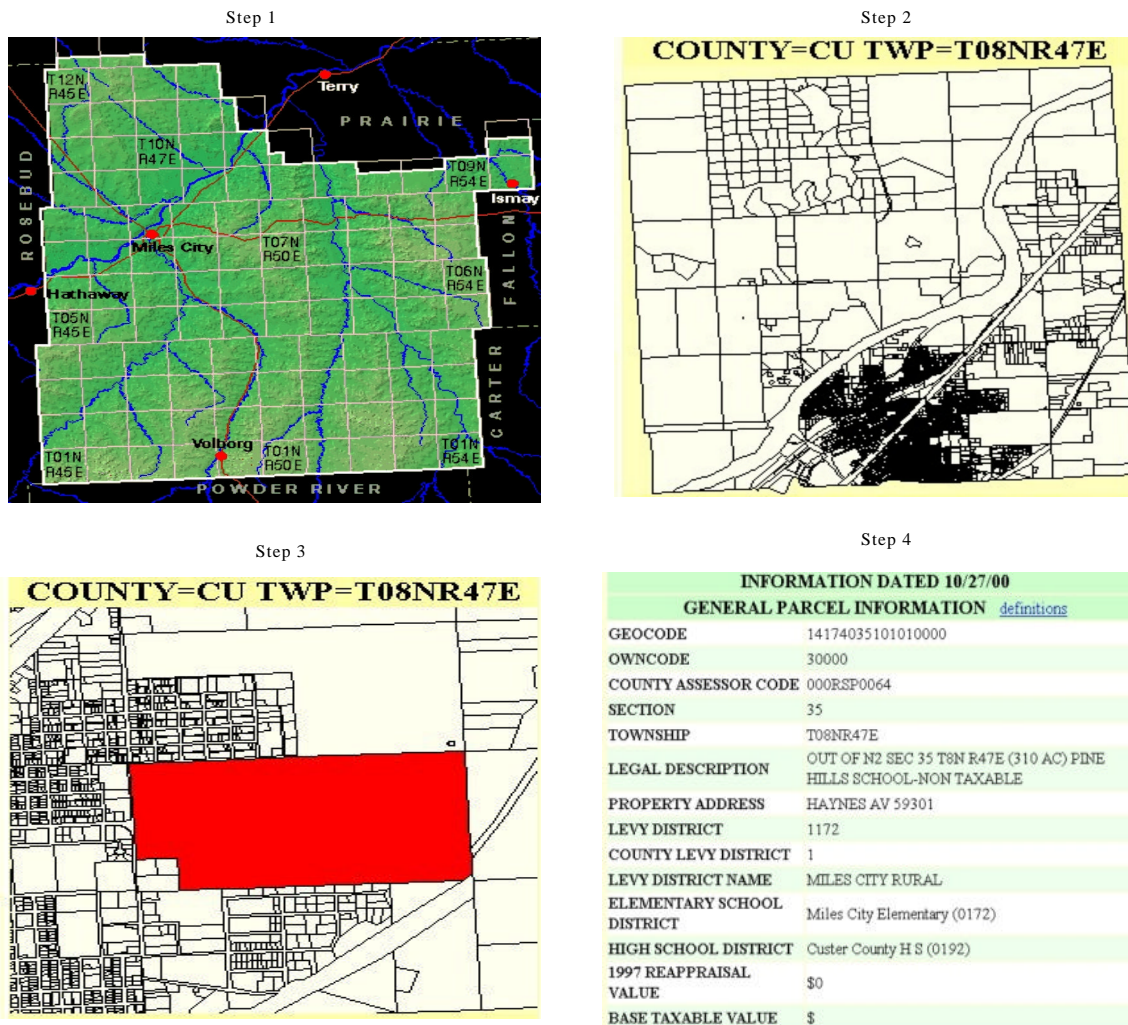 Step 1
T12N
R45E
Terry
PRAIRIE
T10N
R47E
ROSEBUD
T09N
R54E
Ismay
Miles City
T07N
R50E
FALLON
T06N
R54E
Hathaway
T05N
R45E
CARTER
Volborg
T01N
R45E
T01N
R50E
T01N
R54E
POWDER RIVER
Step 2
COUNTY=CU TWP=T08NR47E
Step 3
COUNTY=CU TWP=T08NR47E
Step 4
INFORMATION DATED 10/27/00
GENERAL PARCEL INFORMATION definitions
GEOCODE 14174035101010000
OWNCODE 30000
COUNTY ASSESSOR CODE 000RSP0064
SECTION 35
TOWNSHIP T08NR47E
LEGAL DESCRIPTION OUT OF N2 SEC 35 T8N R47E (310 AC) PINE
HILLS SCHOOL-NON TAXABLE
PROPERTY ADDRESS HAYNES AV 59301
LEVY DISTRICT 1172
COUNTY LEVY DISTRICT 1
LEVY DISTRICT NAME MILES CITY RURAL
ELEMENTARY SCHOOL
DISTRICT Miles City Elementary (0172)
HIGH SCHOOL DISTRICT Custer County H S (0192)
1997 REAPPRAISAL
VALUE $0
BASE TAXABLE VALUE $